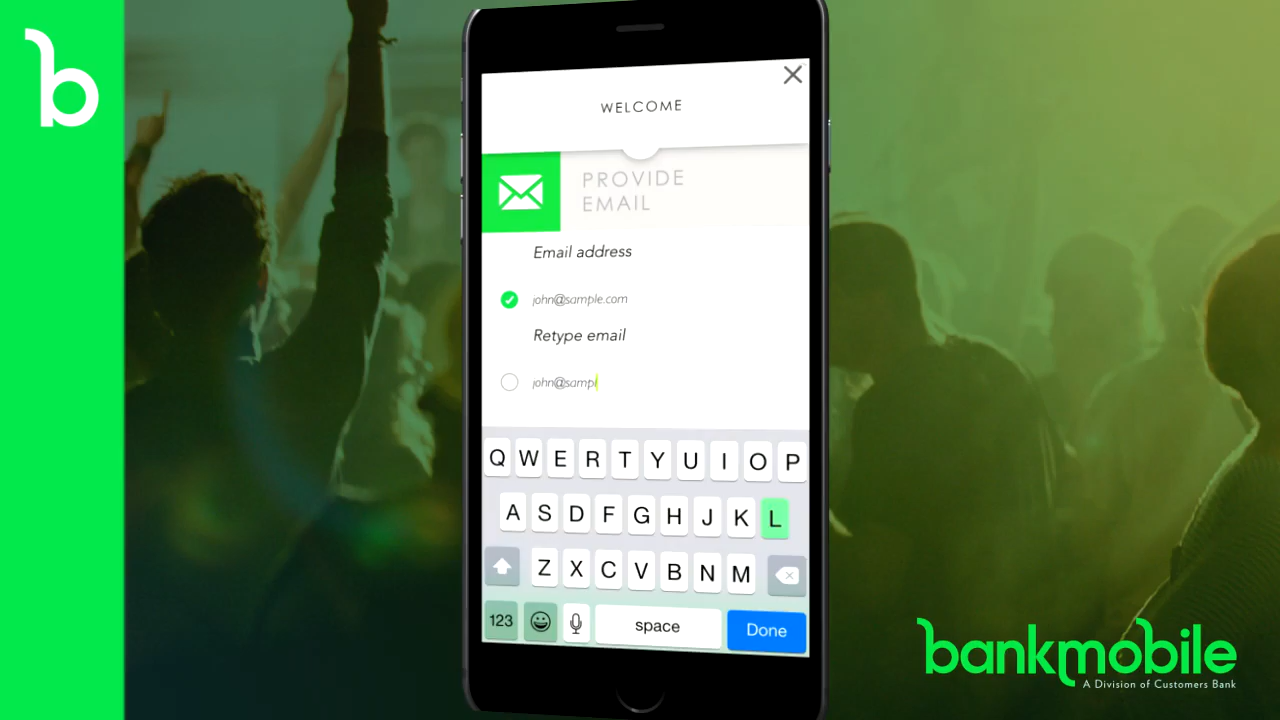 b
WELCOME
PROVIDE
EMAIL
Email address
john@sample.com
Retype email
john@sampl
Q W E R T Y U I O P
A S D F G H J K L
Z X C V B N M
123 space Done
bankmobile
A Division of Customers Bank